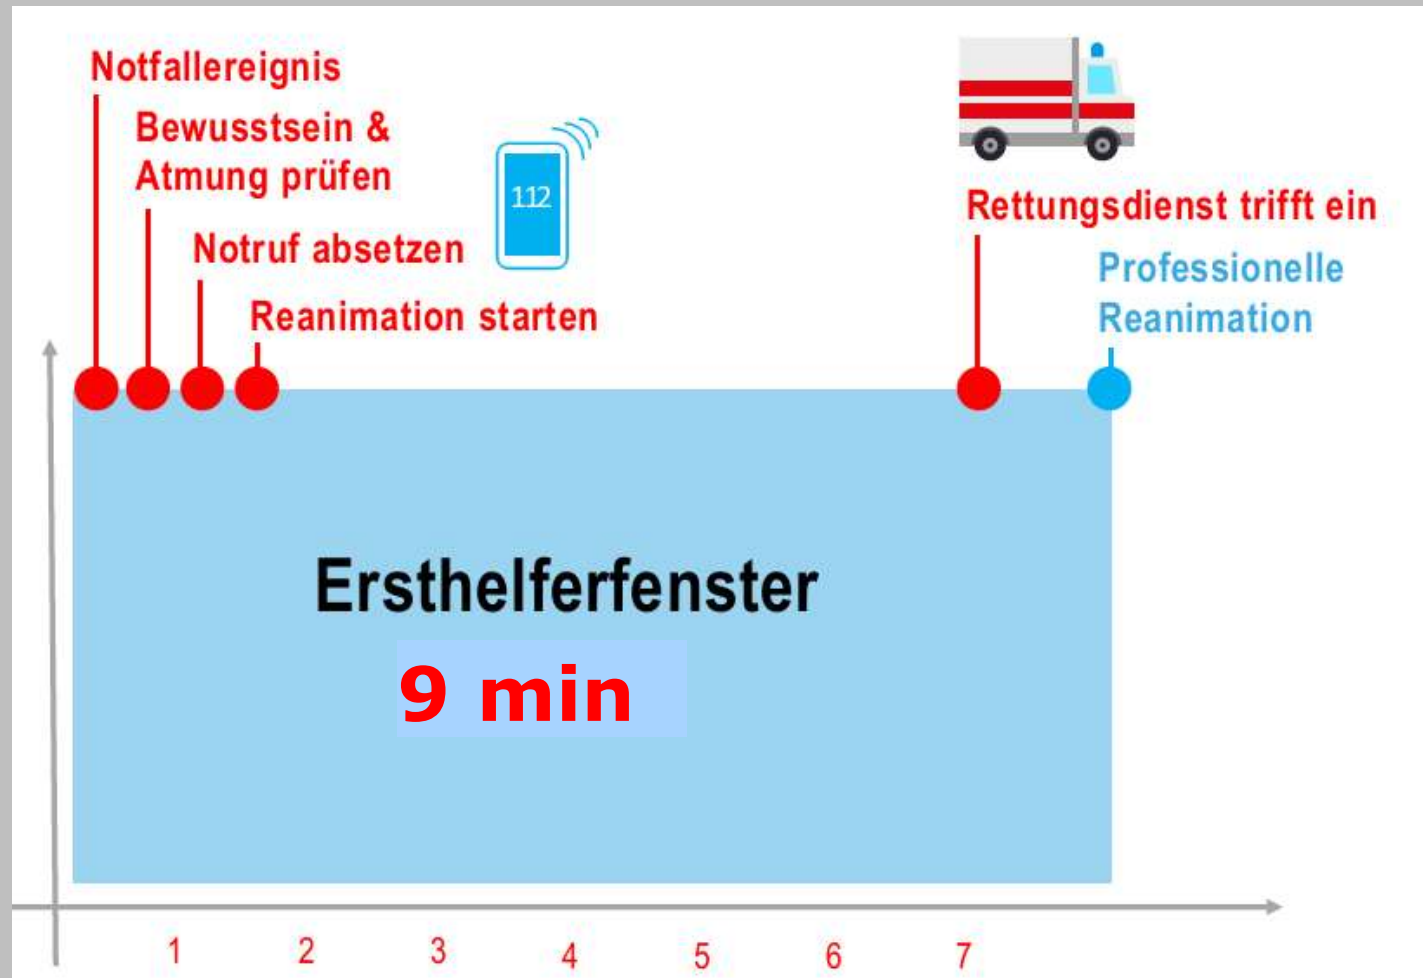 Notfallereignis
Bewusstsein &
Atmung prüfen
Notruf absetzen
112
Reanimation starten
Rettungsdienst trifft ein
Professionelle
Reanimation
Ersthelferfenster
9 min
1 2 3 4 5 6 7